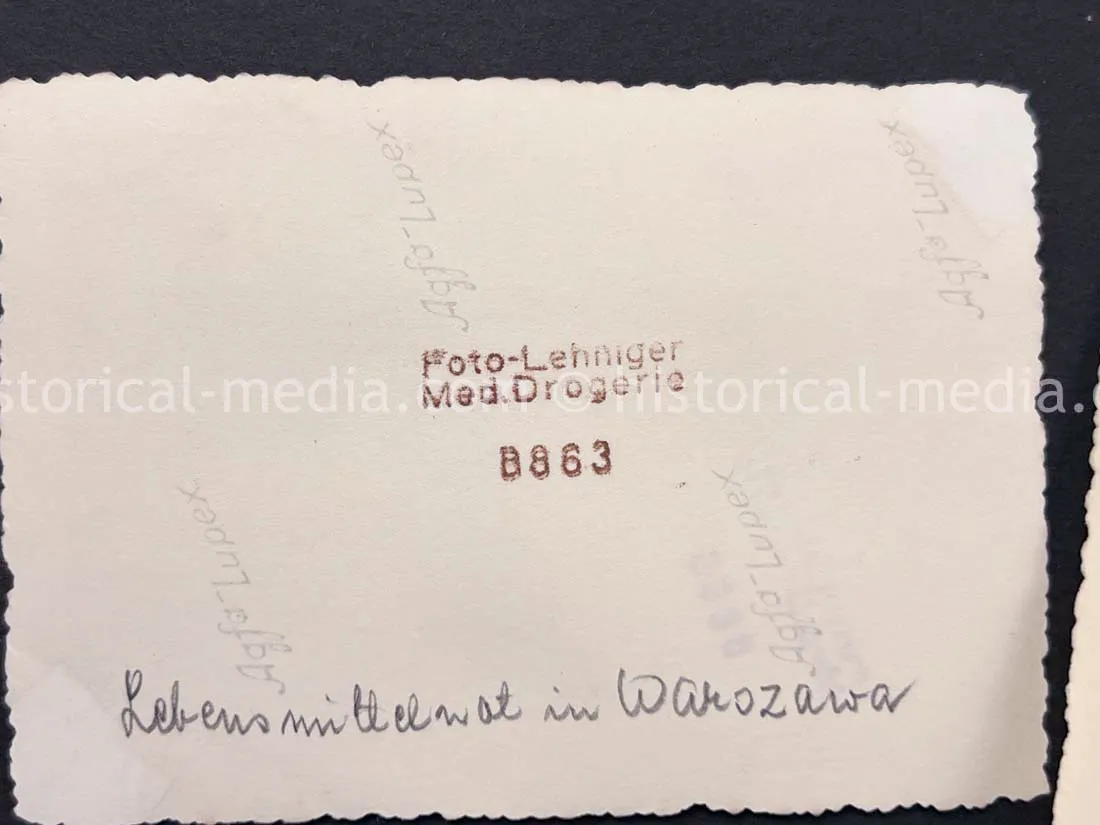 Agfa-Lupex
Agfa-Lupex
Foto-Lehniger
Med.Drogerie
storical-media.com © historical-media.c
B863
Agfa-Lupex
Agfa-Lupex
Lebensmittelnot in Warszawa